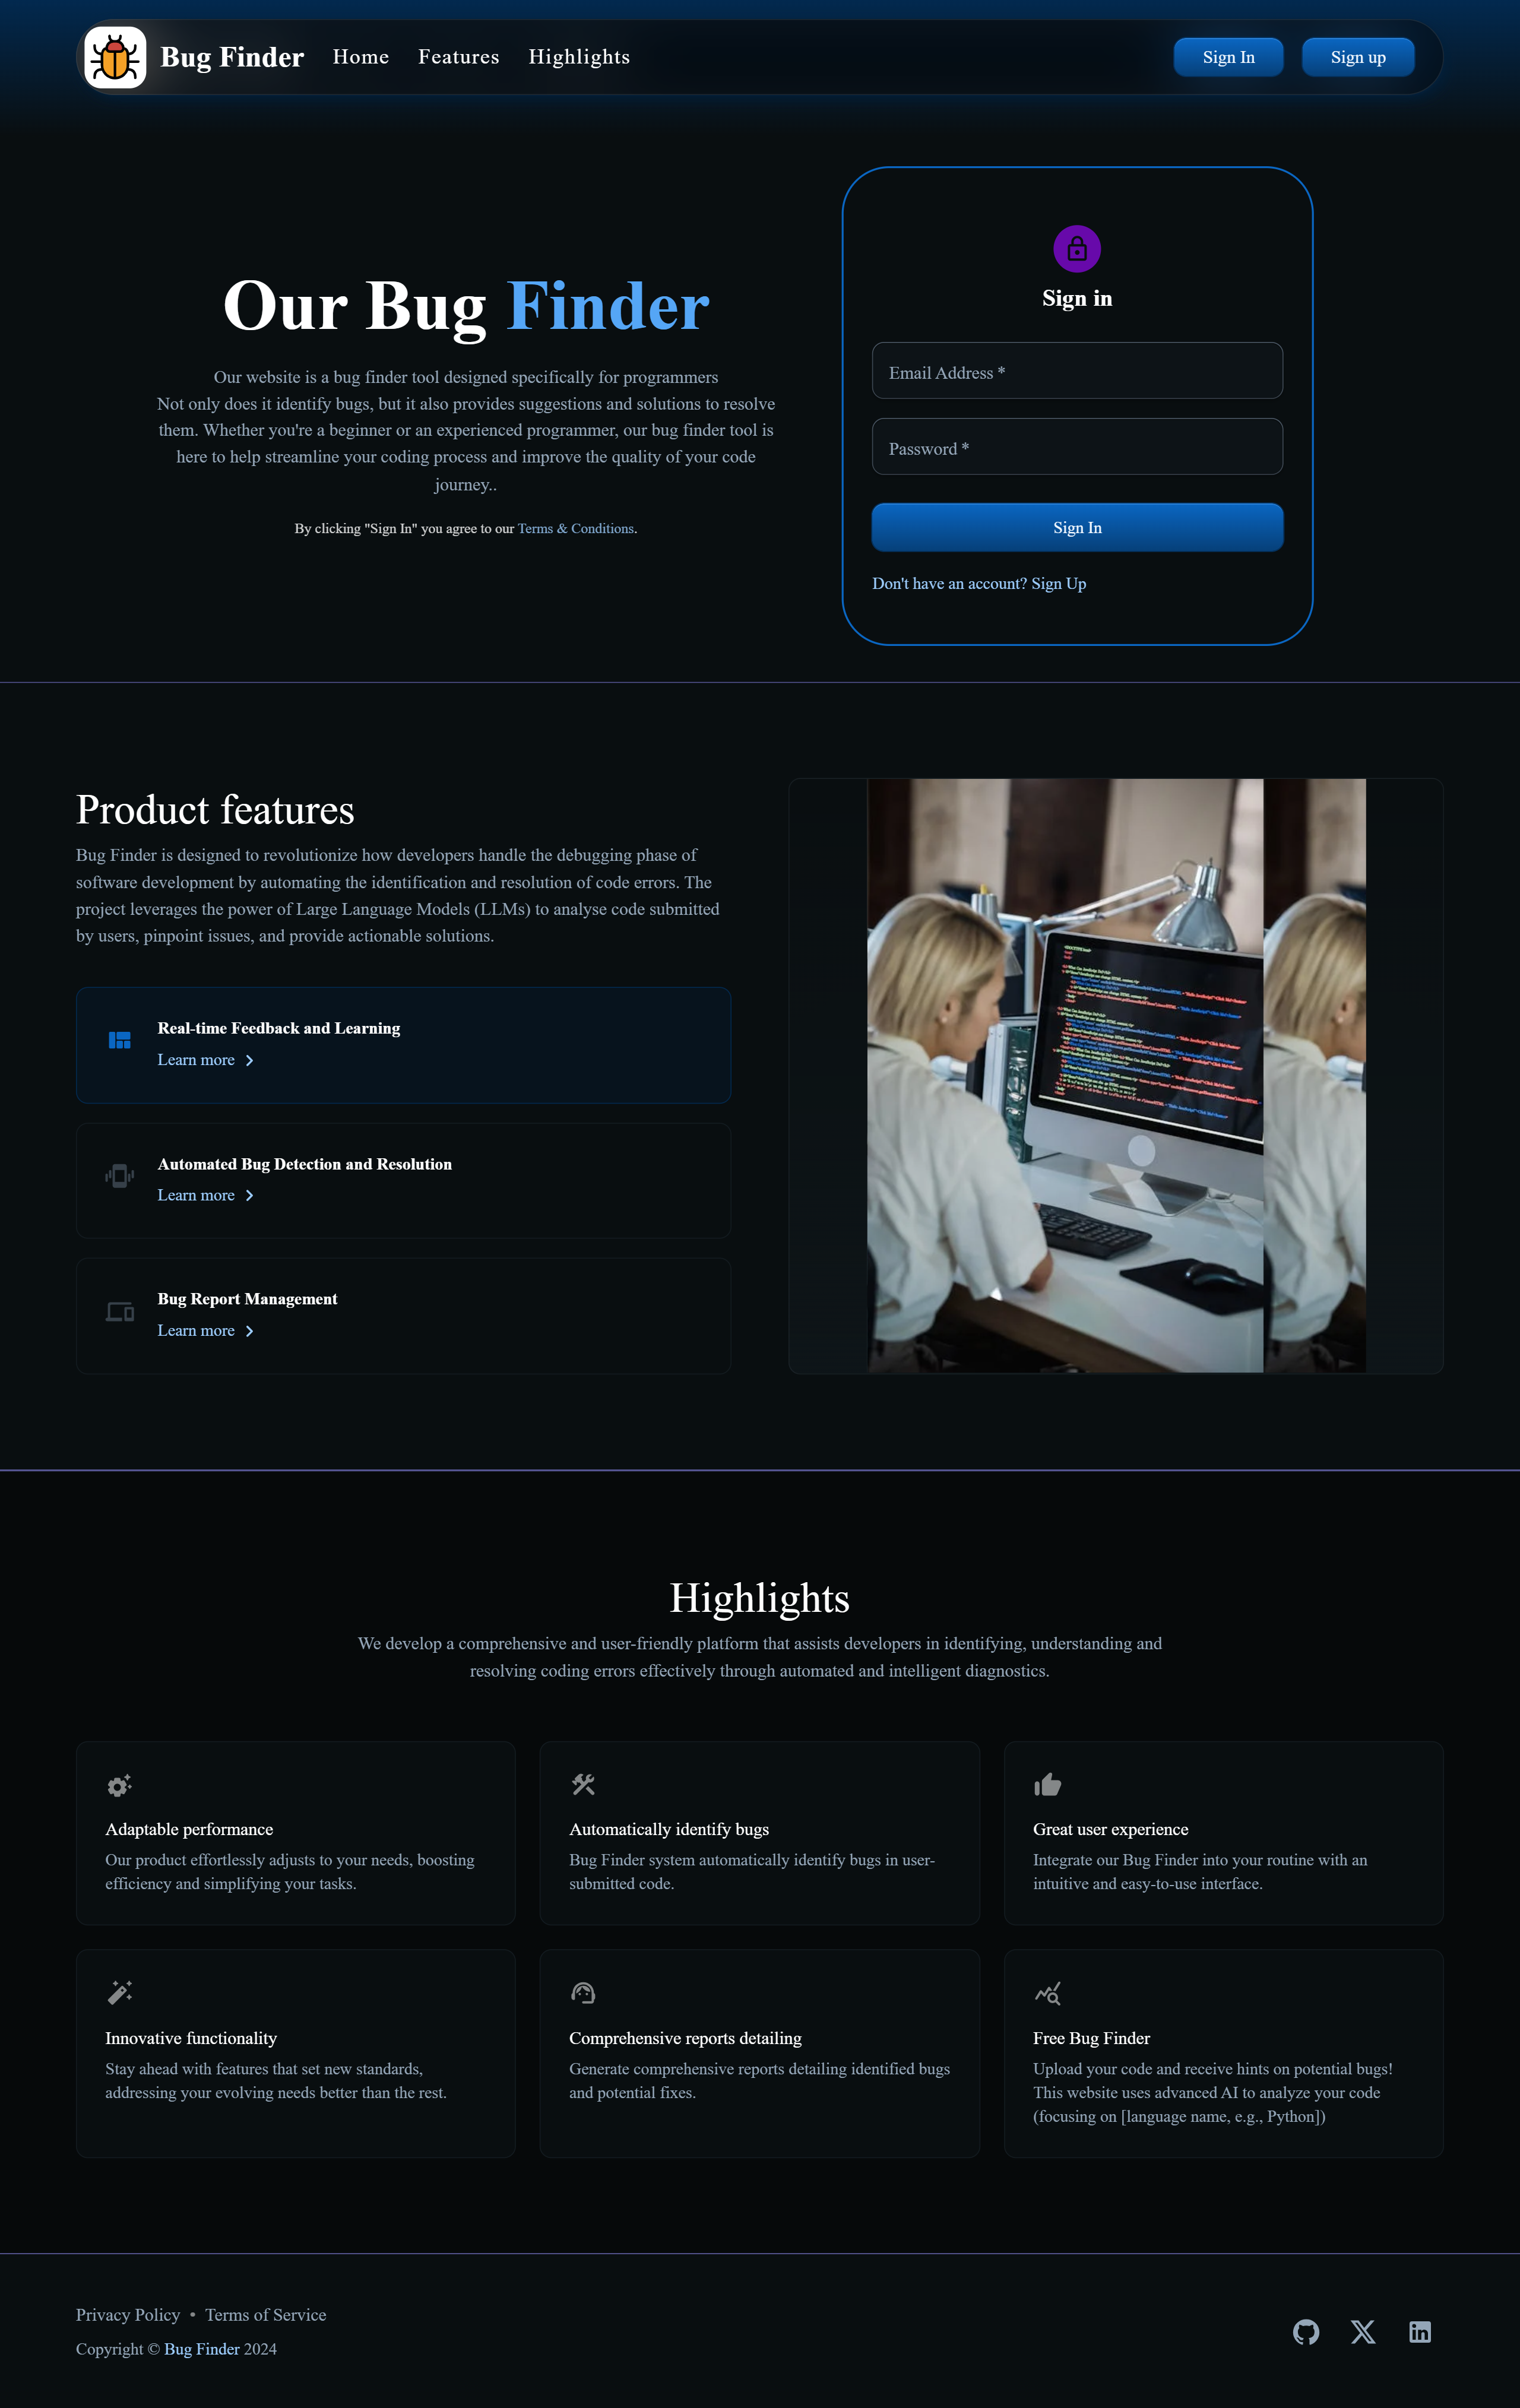 Bug Finder
Home
Features
Highlights
Sign In
Sign up
Our Bug Finder
Our website is a bug finder tool designed specifically for programmers
Not only does it identify bugs, but it also provides suggestions and solutions to resolve
them. Whether you're a beginner or an experienced programmer, our bug finder tool is
here to help streamline your coding process and improve the quality of your code
journey..
By clicking "Sign In" you agree to our Terms & Conditions.
Sign in
Email Address *
Password *
Sign In
Don't have an account? Sign Up
Product features
Bug Finder is designed to revolutionize how developers handle the debugging phase of
software development by automating the identification and resolution of code errors. The
project leverages the power of Large Language Models (LLMs) to analyse code submitted
by users, pinpoint issues, and provide actionable solutions.
Real-time Feedback and Learning
Learn more
Automated Bug Detection and Resolution
Learn more
Bug Report Management
Learn more
Highlights
We develop a comprehensive and user-friendly platform that assists developers in identifying, understanding and
resolving coding errors effectively through automated and intelligent diagnostics.
Adaptable performance
Our product effortlessly adjusts to your needs, boosting
efficiency and simplifying your tasks.
Automatically identify bugs
Bug Finder system automatically identify bugs in user-
submitted code.
Great user experience
Integrate our Bug Finder into your routine with an
intuitive and easy-to-use interface.
Innovative functionality
Stay ahead with features that set new standards,
addressing your evolving needs better than the rest.
Comprehensive reports detailing
Generate comprehensive reports detailing identified bugs
and potential fixes.
Free Bug Finder
Upload your code and receive hints on potential bugs!
This website uses advanced AI to analyze your code
(focusing on [language name, e.g., Python])
Privacy Policy • Terms of Service
Copyright © Bug Finder 2024